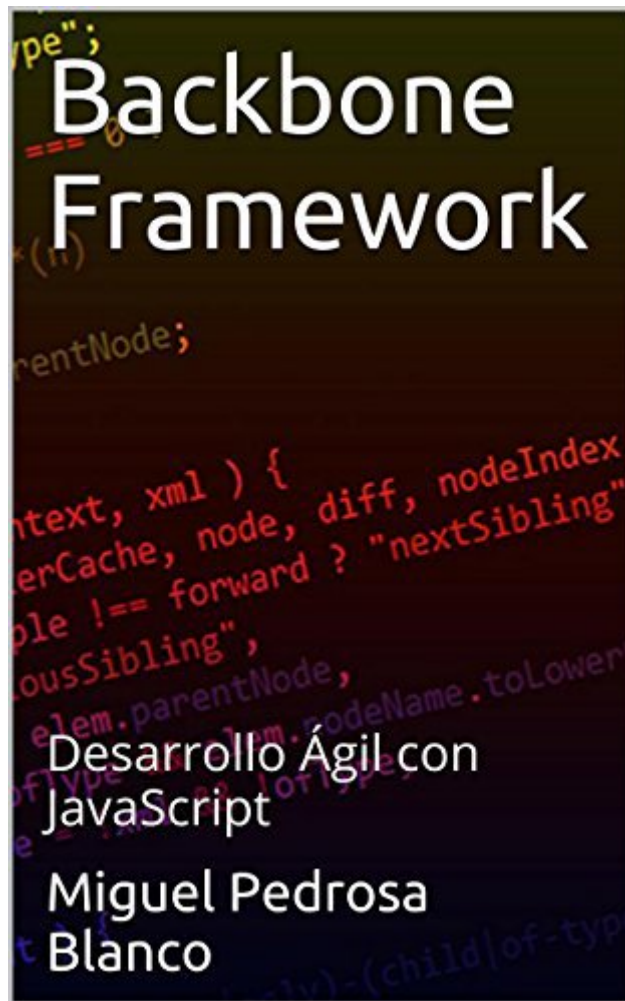 ype";
Backbone
=== 0 :
Framework
*(n)
rentNode;
ntext, xml ) {
erCache, node, diff, nodeIndex
ple !== forward ? "nextSibling"
iousSibling",
elem.parentNode,
Desarrollo Ágil con
JavaScript
Miguel Pedrosa
Blanco